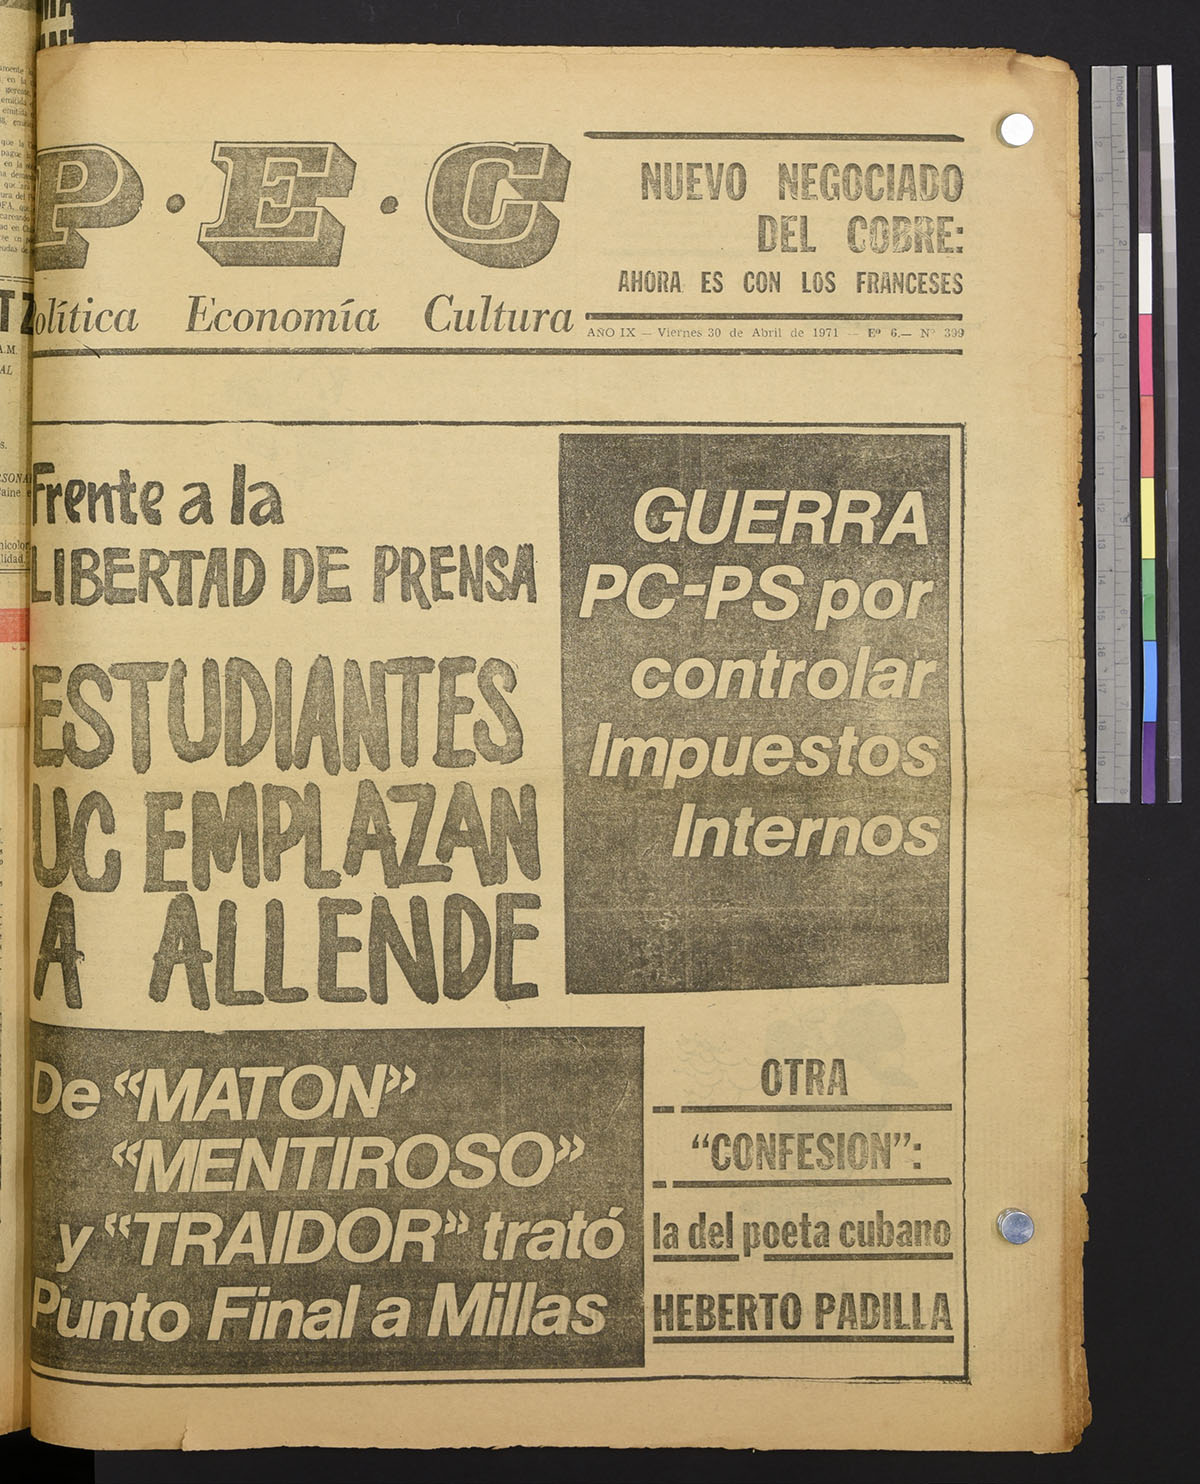 P·E·C
olítica Economía Cultura
NUEVO NEGOCIADO
DEL COBRE:
AHORA ES CON LOS FRANCESES
AÑO IX — Viernes 30 de Abril de 1971 — Eº 6.— Nº 399
Frente a la
LIBERTAD DE PRENSA
ESTUDIANTES
UC EMPLAZAN
A ALLENDE
GUERRA
PC-PS por
controlar
Impuestos
Internos
De “MATON”
“MENTIROSO”
y “TRAIDOR” trató
Punto Final a Millas
OTRA
“CONFESION”:
la del poeta cubano
HEBERTO PADILLA